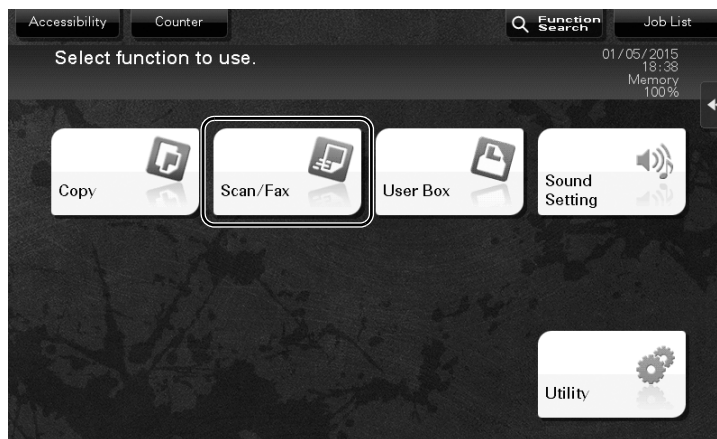 Accessibility
Counter
Function
Search
Job List
Select function to use.
01/05/2015
18:38
Memory
100%
Copy
Scan/Fax
User Box
Sound
Setting
Utility